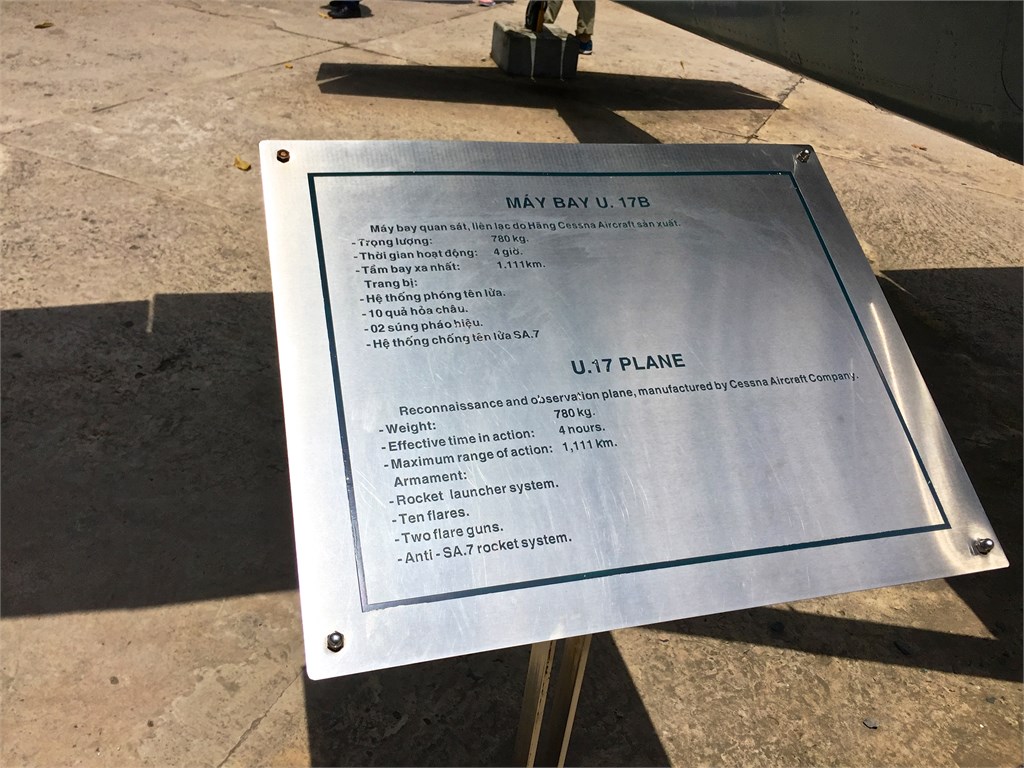 MÁY BAY U. 17B
Máy bay quan sát, liên lạc do Hãng Cessna Aircraft sản xuất.
- Trọng lượng: 780 kg.
- Thời gian hoạt động: 4 giờ.
- Tầm bay xa nhất: 1.111km.
Trang bị:
- Hệ thống phóng tên lửa.
- 10 quả hỏa châu.
- 02 súng pháo hiệu.
- Hệ thống chống tên lửa SA.7
U.17 PLANE
Reconnaissance and observation plane, manufactured by Cessna Aircraft Company.
- Weight: 780 kg.
- Effective time in action: 4 hours.
- Maximum range of action: 1,111 km.
Armament:
- Rocket launcher system.
- Ten flares.
- Two flare guns.
- Anti - SA.7 rocket system.